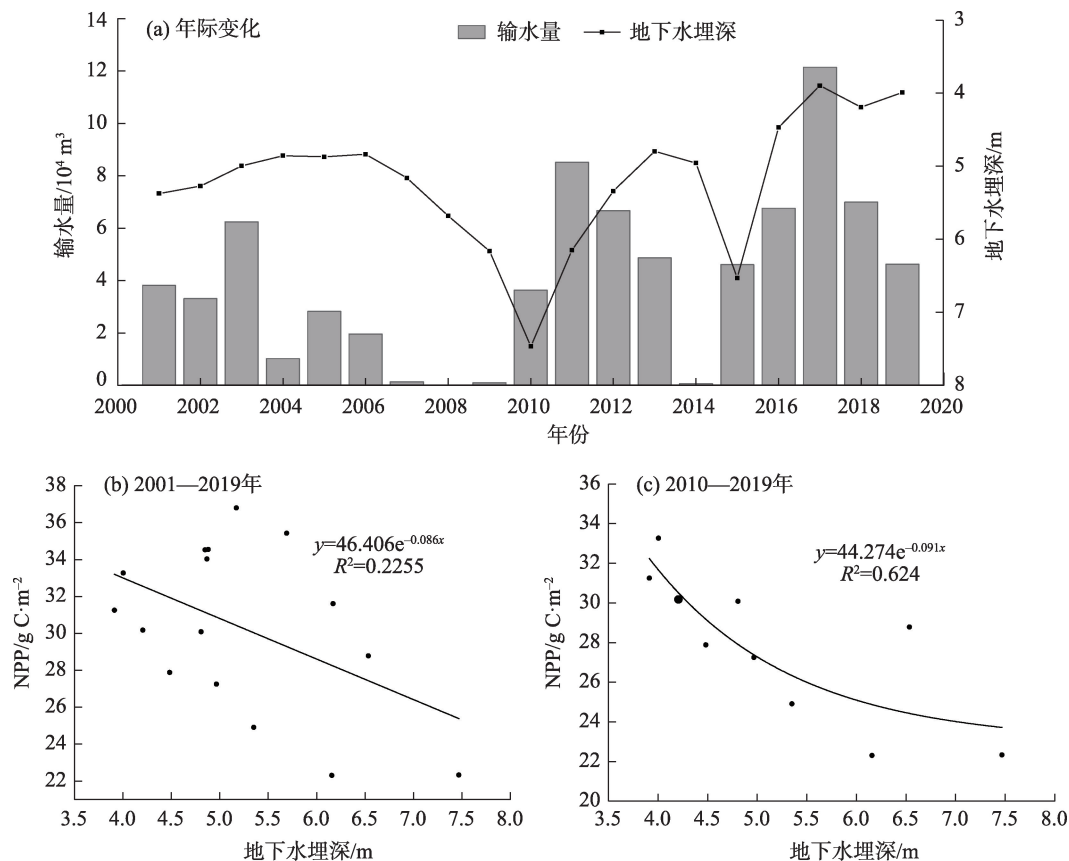 (a) 年际变化
输水量
地下水埋深
14
12
10
8
6
4
2
0
输水量/10⁴ m³
3
4
5
6
7
8
地下水埋深/m
2000 2002 2004 2006 2008 2010 2012 2014 2016 2018 2020
年份
(b) 2001—2019年
y=46.406e^−0.086x
R²=0.2255
38
36
34
32
30
28
26
24
22
NPP/g C·m⁻²
3.5 4.0 4.5 5.0 5.5 6.0 6.5 7.0 7.5 8.0
地下水埋深/m
(c) 2010—2019年
y=44.274e^−0.091x
R²=0.624
36
34
32
30
28
26
24
22
20
NPP/g C·m⁻²
3.5 4.0 4.5 5.0 5.5 6.0 6.5 7.0 7.5 8.0
地下水埋深/m